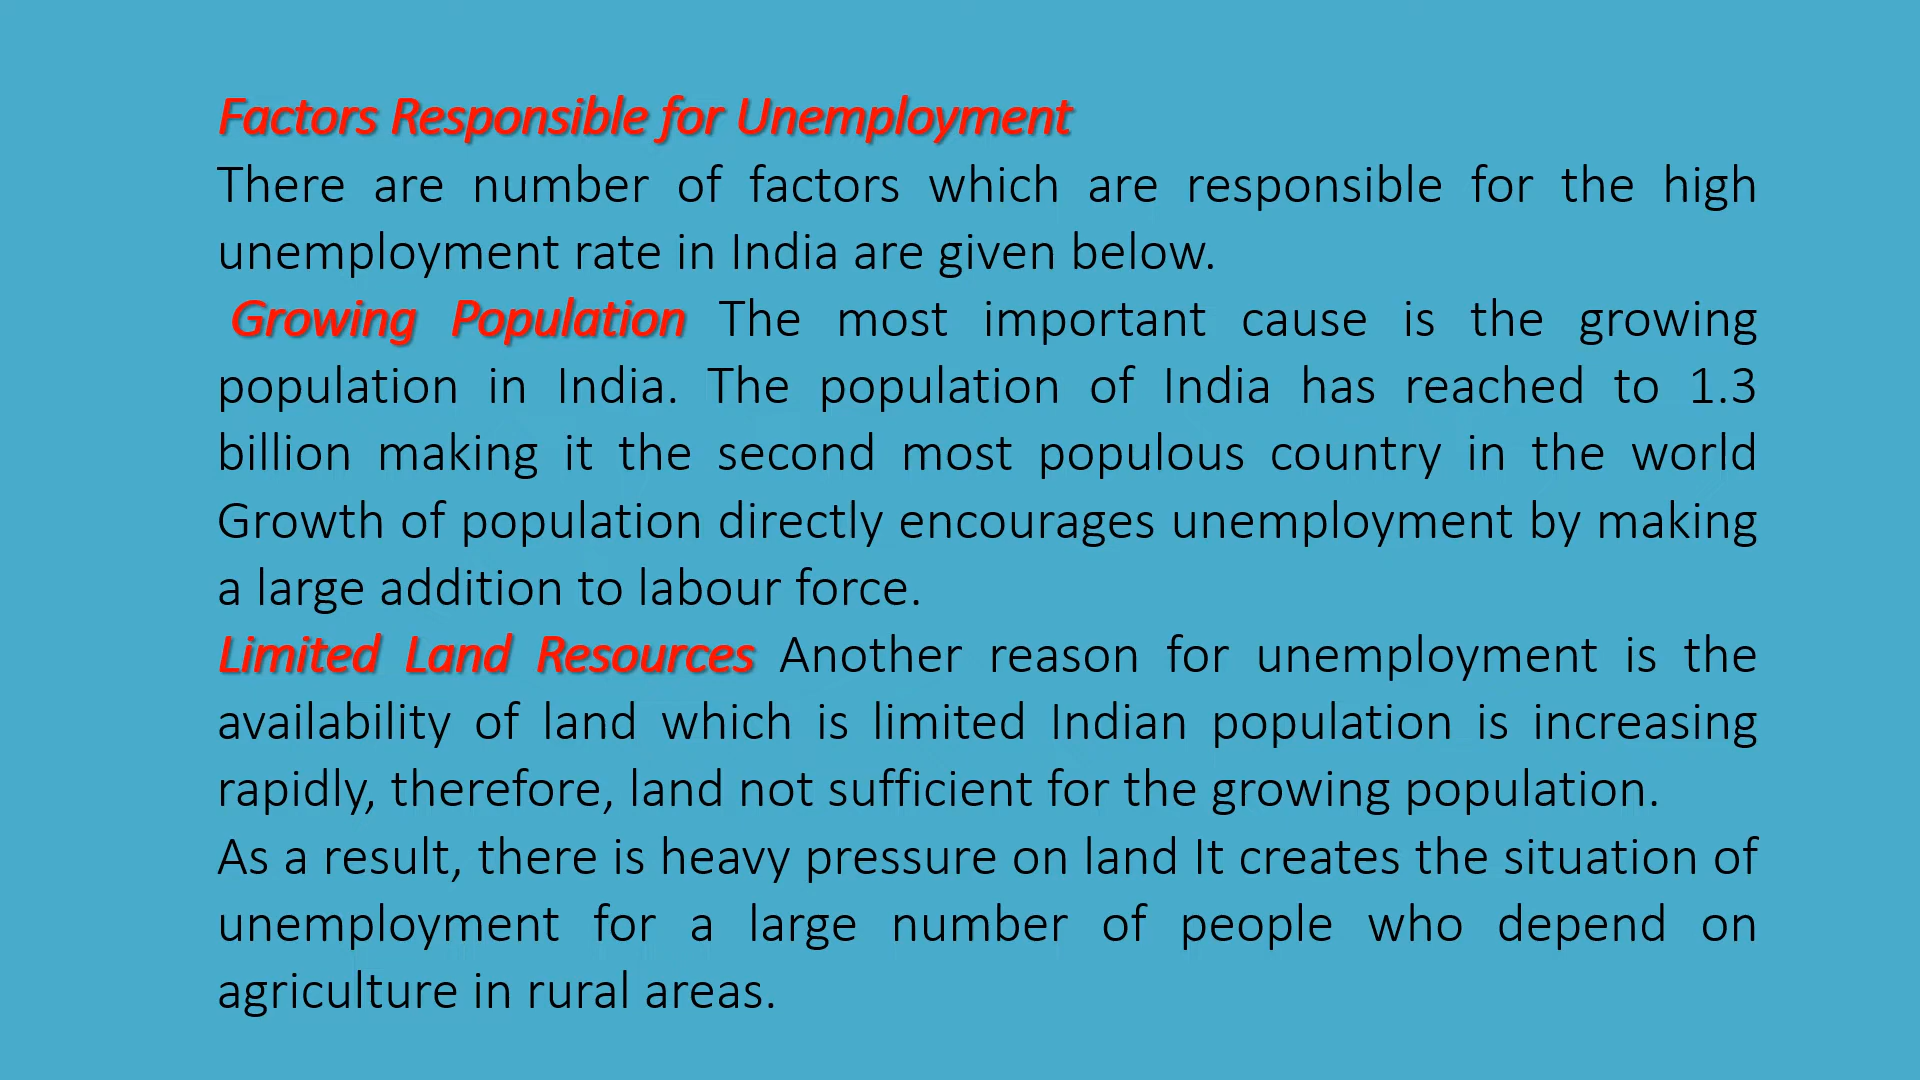 Factors Responsible for Unemployment
There are number of factors which are responsible for the high
unemployment rate in India are given below.
Growing Population The most important cause is the growing
population in India. The population of India has reached to 1.3
billion making it the second most populous country in the world
Growth of population directly encourages unemployment by making
a large addition to labour force.
Limited Land Resources Another reason for unemployment is the
availability of land which is limited Indian population is increasing
rapidly, therefore, land not sufficient for the growing population.
As a result, there is heavy pressure on land It creates the situation of
unemployment for a large number of people who depend on
agriculture in rural areas.